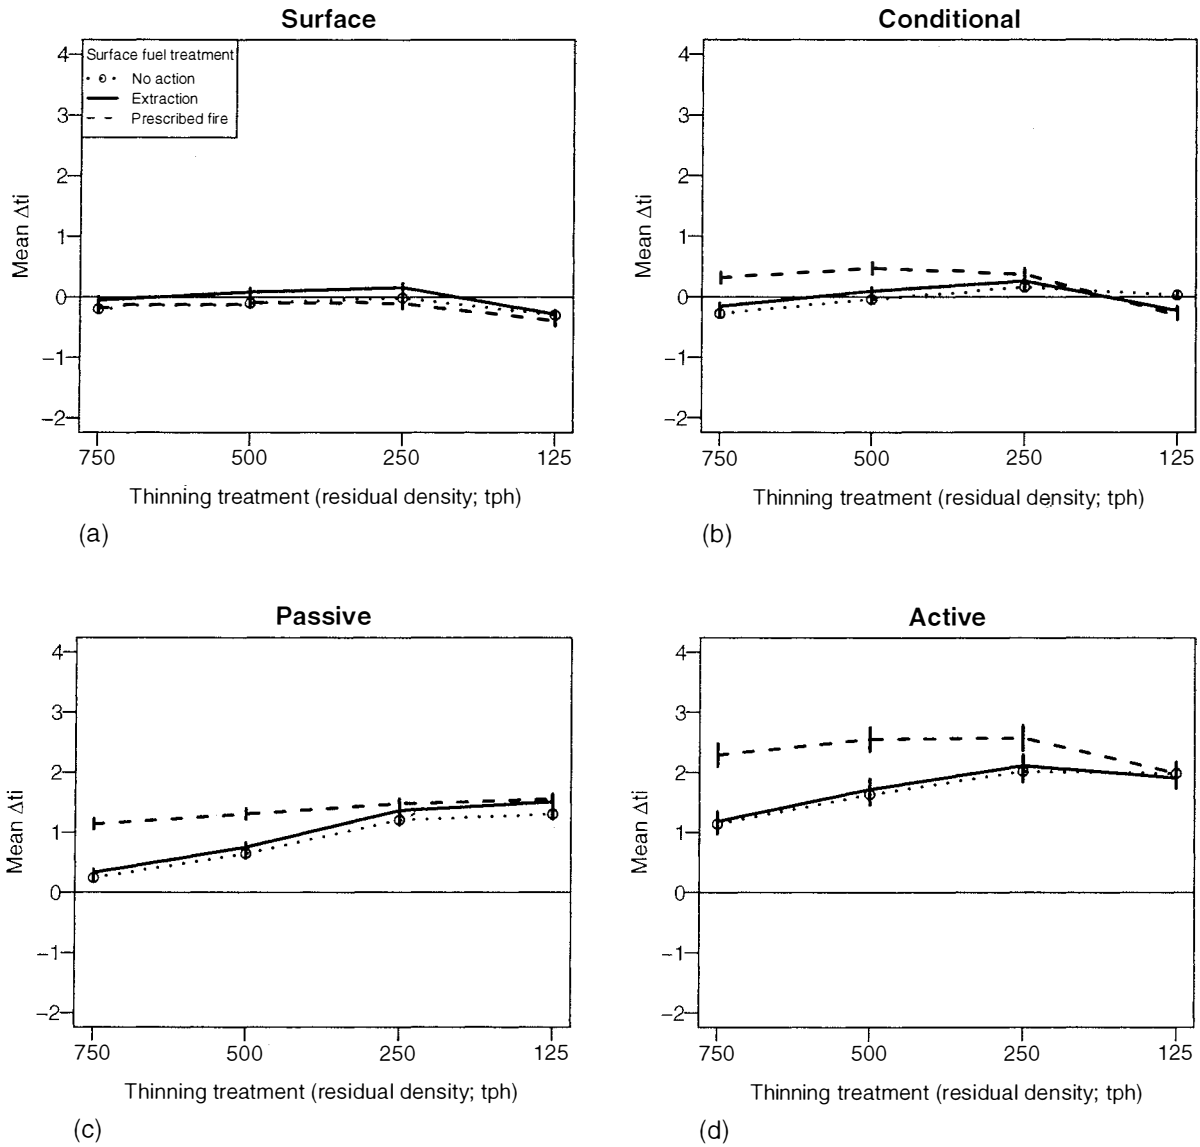 Surface
4
3
2
1
0
−1
−2
Mean Δti
Surface fuel treatment
No action
Extraction
Prescribed fire
750 500 250 125
Thinning treatment (residual density; tph)
(a)
Conditional
4
3
2
1
0
−1
−2
Mean Δti
750 500 250 125
Thinning treatment (residual density; tph)
(b)
Passive
4
3
2
1
0
−1
−2
Mean Δti
750 500 250 125
Thinning treatment (residual density; tph)
(c)
Active
4
3
2
1
0
−1
−2
Mean Δti
750 500 250 125
Thinning treatment (residual density; tph)
(d)